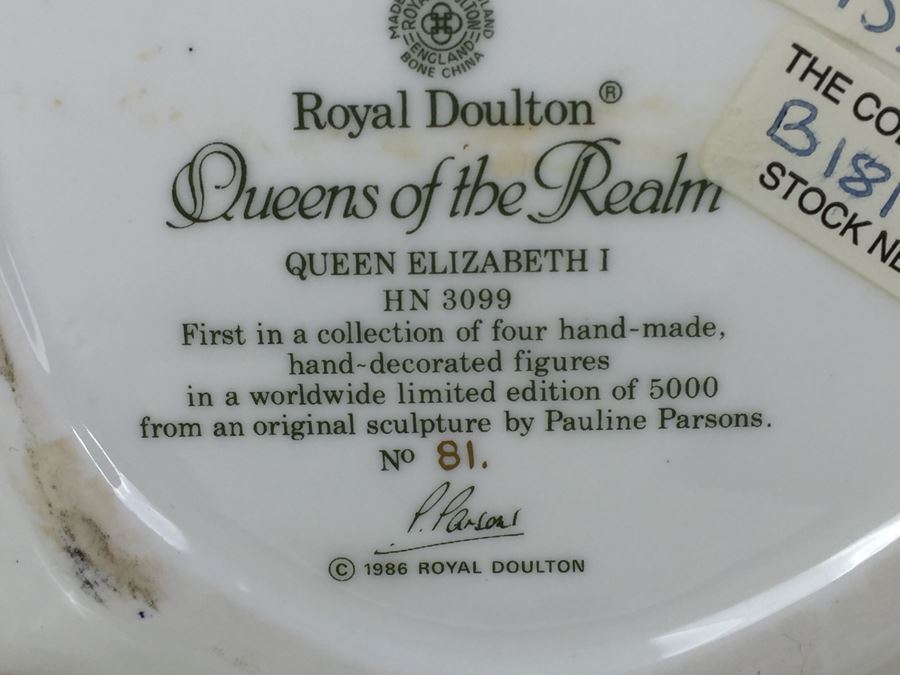 MADE ENGLAND
ROYAL DOULTON
ENGLAND
BONE CHINA
Royal Doulton®
Queens of the Realm
QUEEN ELIZABETH I
HN 3099
First in a collection of four hand-made,
hand-decorated figures
in a worldwide limited edition of 5000
from an original sculpture by Pauline Parsons.
Nº 81.
P. Parsons
© 1986 ROYAL DOULTON
THE
B181
STOCK